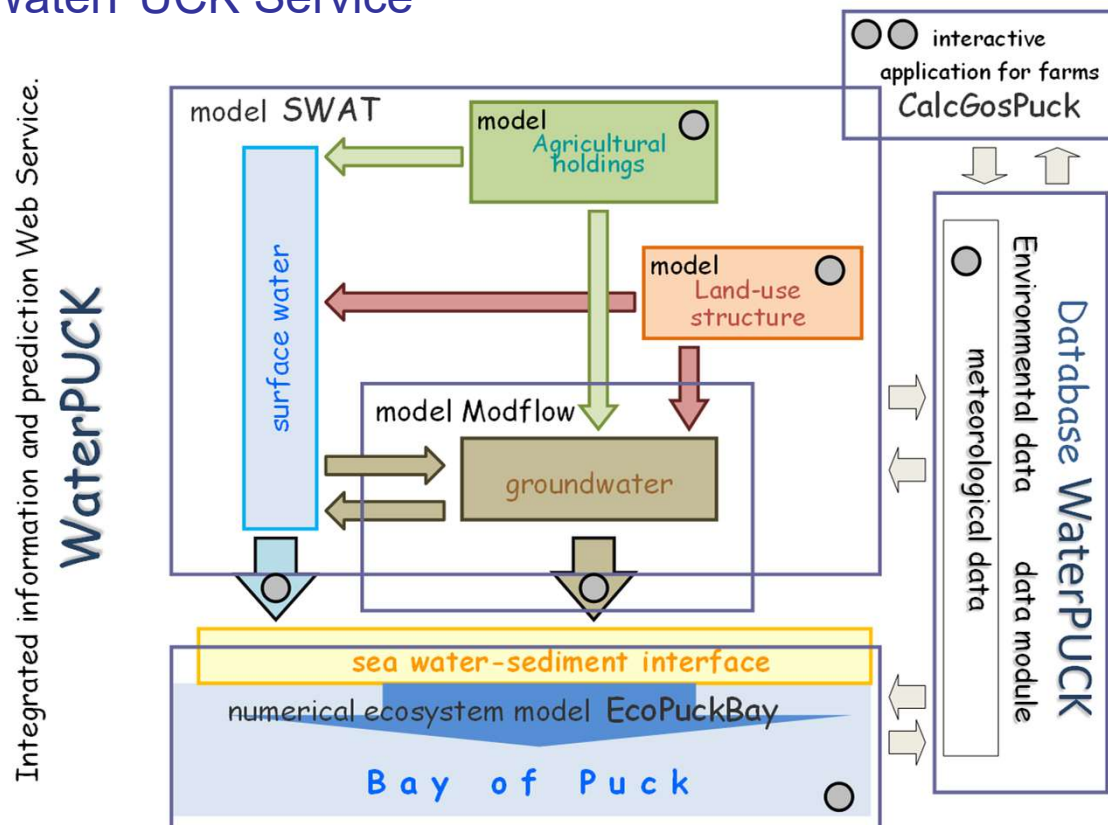 WaterPUCK Service
Integrated information and prediction Web Service.
WaterPUCK
model SWAT
surface water
model
Agricultural
holdings
model
Land-use
structure
model Modflow
groundwater
sea water-sediment interface
numerical ecosystem model EcoPuckBay
Bay of Puck
interactive
application for farms
CalcGosPuck
Database WaterPUCK
Environmental data data module
meteorological data